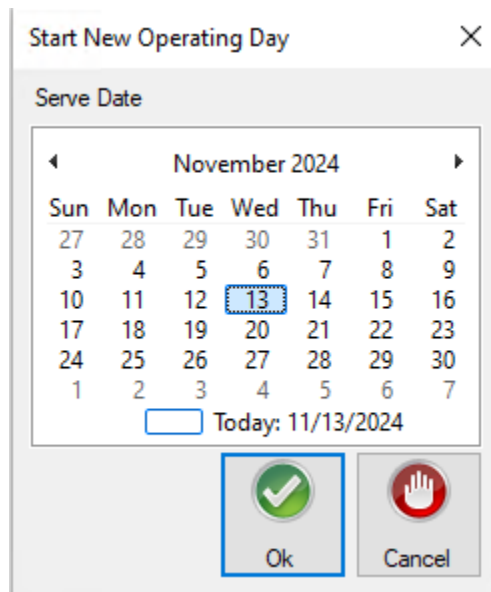 Start New Operating Day
Serve Date
November 2024
Sun Mon Tue Wed Thu Fri Sat
27 28 29 30 31 1 2
3 4 5 6 7 8 9
10 11 12 13 14 15 16
17 18 19 20 21 22 23
24 25 26 27 28 29 30
1 2 3 4 5 6 7
Today: 11/13/2024
Ok Cancel